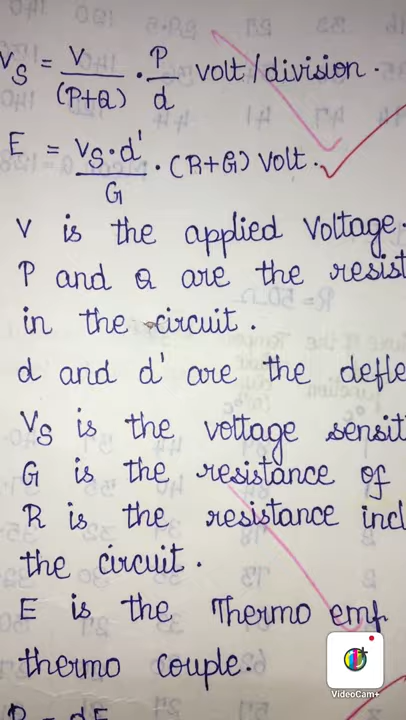 Vs = V/(P+Q) · P/d volt/division.
E = Vs·d'/G · (R+G) volt.
V is the applied voltage.
P and Q are the resist
in the circuit.
d and d' are the defle
Vs is the voltage sensit
G is the resistance of
R is the resistance incl
the circuit.
E is the Thermo emf
thermo couple.
VideoCam+